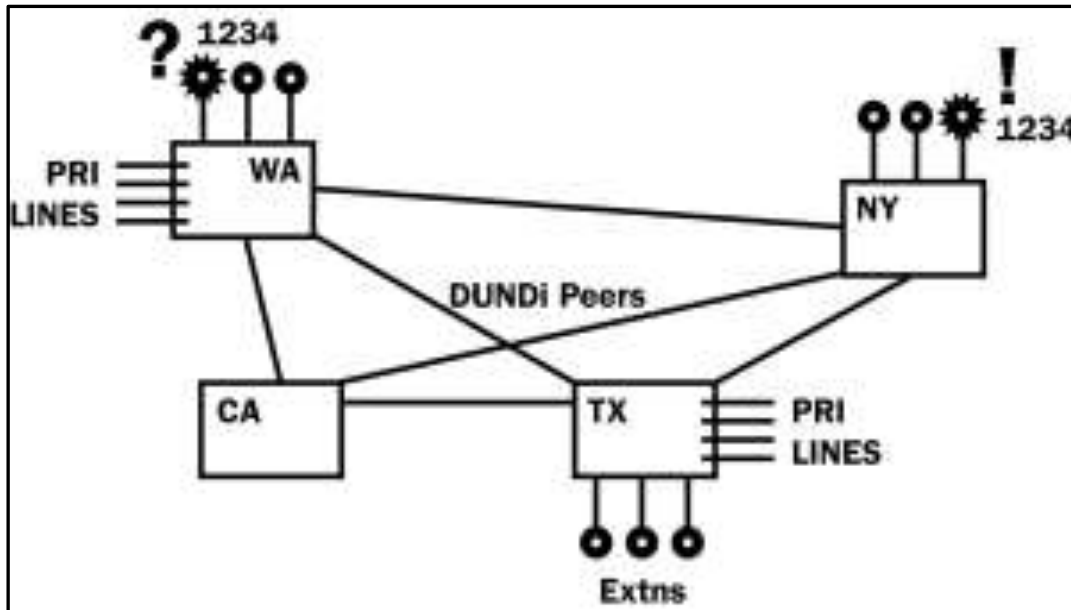 ? 1234
!
1234
PRI
LINES
WA
NY
DUNDi Peers
CA
TX
PRI
LINES
Extns